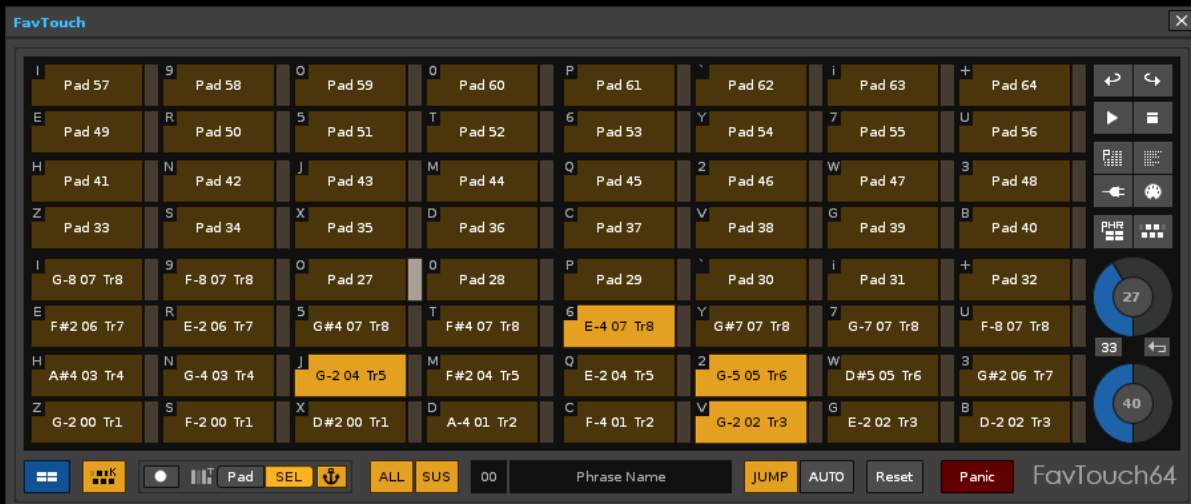 FavTouch
I Pad 57 9 Pad 58 O Pad 59 0 Pad 60 P Pad 61 ` Pad 62 i Pad 63 + Pad 64
E Pad 49 R Pad 50 5 Pad 51 T Pad 52 6 Pad 53 Y Pad 54 7 Pad 55 U Pad 56
H Pad 41 N Pad 42 J Pad 43 M Pad 44 Q Pad 45 2 Pad 46 W Pad 47 3 Pad 48
Z Pad 33 S Pad 34 X Pad 35 D Pad 36 C Pad 37 V Pad 38 G Pad 39 B Pad 40
I G-8 07 Tr8 9 F-8 07 Tr8 O Pad 27 0 Pad 28 P Pad 29 ` Pad 30 i Pad 31 + Pad 32
E F#2 06 Tr7 R E-2 06 Tr7 5 G#4 07 Tr8 T F#4 07 Tr8 6 E-4 07 Tr8 Y G#7 07 Tr8 7 G-7 07 Tr8 U F-8 07 Tr8
H A#4 03 Tr4 N G-4 03 Tr4 J G-2 04 Tr5 M F#2 04 Tr5 Q E-2 04 Tr5 2 G-5 05 Tr6 W D#5 05 Tr6 3 G#2 06 Tr7
Z G-2 00 Tr1 S F-2 00 Tr1 X D#2 00 Tr1 D A-4 01 Tr2 C F-4 01 Tr2 V G-2 02 Tr3 G E-2 02 Tr3 B D-2 02 Tr3
P
PHR
27
33
40
K T Pad SEL ALL SUS 00 Phrase Name JUMP AUTO Reset Panic FavTouch64